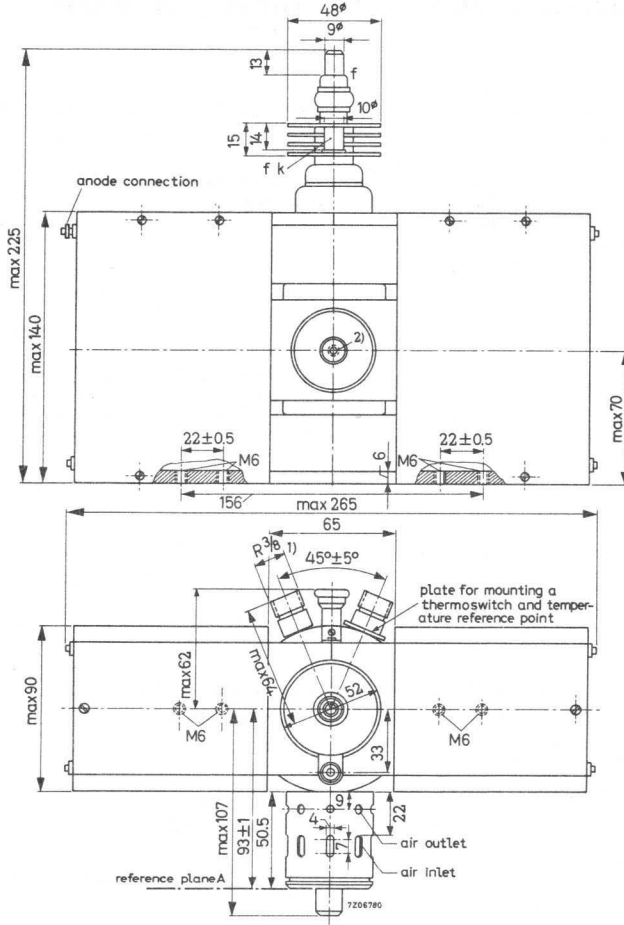 48ø
9ø
13
f
10ø
15
14
f k
anode connection
max 225
max 140
2)
max 70
22±0.5
M6
6
M6
22±0.5
156
max 265
65
R 3/8 1)
45°±5°
plate for mounting a
thermoswitch and temper-
ature reference point
max 62
max 64
max 90
52
M6
M6
33
max 107
93±1
50.5
9
22
4
7
air outlet
air inlet
reference plane A
7Z06780